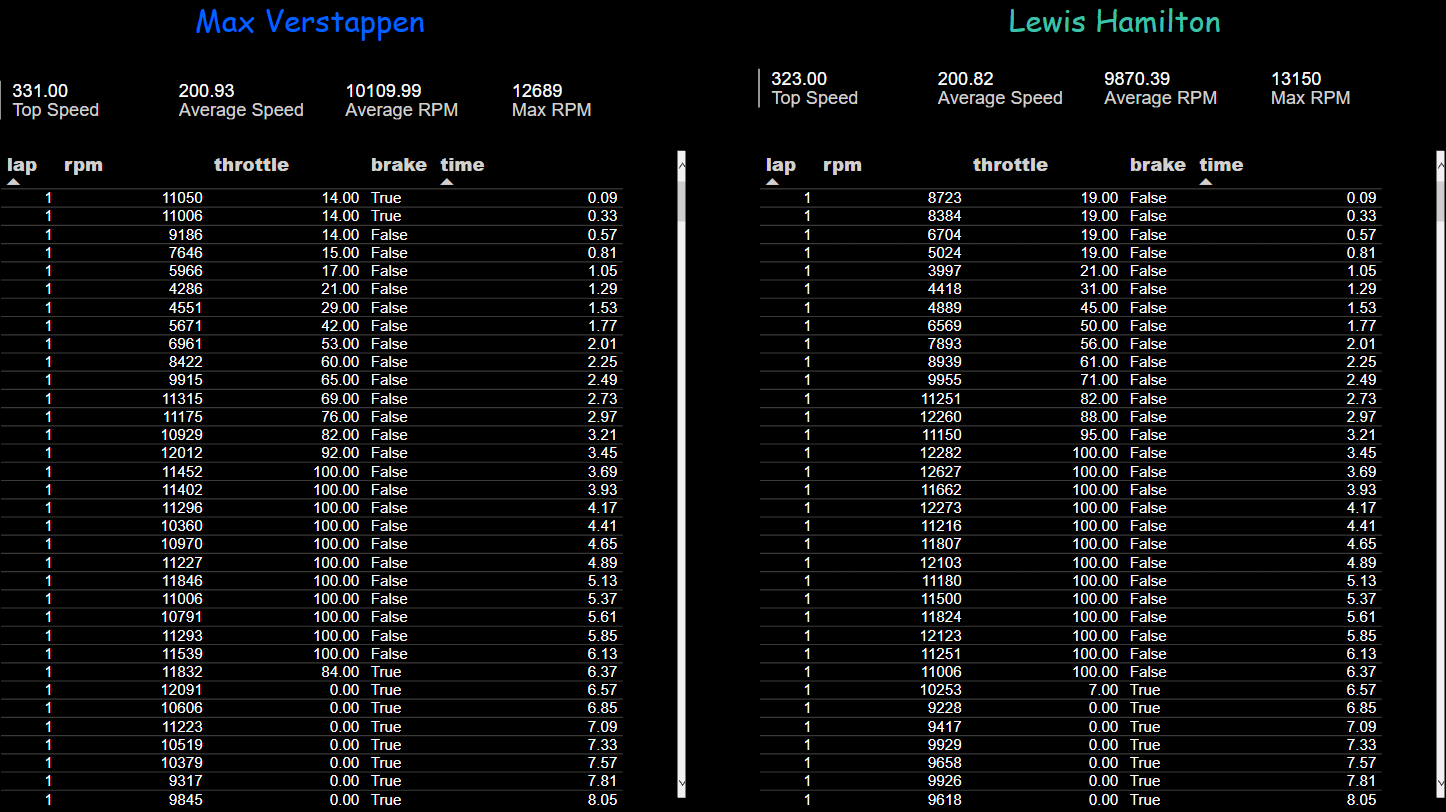 Max Verstappen Lewis Hamilton
331.00 200.93 10109.99 12689 323.00 200.82 9870.39 13150
Top Speed Average Speed Average RPM Max RPM Top Speed Average Speed Average RPM Max RPM
lap rpm throttle brake time lap rpm throttle brake time
1 11050 14.00 True 0.09 1 8723 19.00 False 0.09
1 11006 14.00 True 0.33 1 8384 19.00 False 0.33
1 9186 14.00 False 0.57 1 6704 19.00 False 0.57
1 7646 15.00 False 0.81 1 5024 19.00 False 0.81
1 5966 17.00 False 1.05 1 3997 21.00 False 1.05
1 4286 21.00 False 1.29 1 4418 31.00 False 1.29
1 4551 29.00 False 1.53 1 4889 45.00 False 1.53
1 5671 42.00 False 1.77 1 6569 50.00 False 1.77
1 6961 53.00 False 2.01 1 7893 56.00 False 2.01
1 8422 60.00 False 2.25 1 8939 61.00 False 2.25
1 9915 65.00 False 2.49 1 9955 71.00 False 2.49
1 11315 69.00 False 2.73 1 11251 82.00 False 2.73
1 11175 76.00 False 2.97 1 12260 88.00 False 2.97
1 10929 82.00 False 3.21 1 11150 95.00 False 3.21
1 12012 92.00 False 3.45 1 12282 100.00 False 3.45
1 11452 100.00 False 3.69 1 12627 100.00 False 3.69
1 11402 100.00 False 3.93 1 11662 100.00 False 3.93
1 11296 100.00 False 4.17 1 12273 100.00 False 4.17
1 10360 100.00 False 4.41 1 11216 100.00 False 4.41
1 10970 100.00 False 4.65 1 11807 100.00 False 4.65
1 11227 100.00 False 4.89 1 12103 100.00 False 4.89
1 11846 100.00 False 5.13 1 11180 100.00 False 5.13
1 11006 100.00 False 5.37 1 11500 100.00 False 5.37
1 10791 100.00 False 5.61 1 11824 100.00 False 5.61
1 11293 100.00 False 5.85 1 12123 100.00 False 5.85
1 11539 100.00 False 6.13 1 11251 100.00 False 6.13
1 11832 84.00 True 6.37 1 11006 100.00 False 6.37
1 12091 0.00 True 6.57 1 10253 7.00 True 6.57
1 10606 0.00 True 6.85 1 9228 0.00 True 6.85
1 11223 0.00 True 7.09 1 9417 0.00 True 7.09
1 10519 0.00 True 7.33 1 9929 0.00 True 7.33
1 10379 0.00 True 7.57 1 9658 0.00 True 7.57
1 9317 0.00 True 7.81 1 9926 0.00 True 7.81
1 9845 0.00 True 8.05 1 9618 0.00 True 8.05